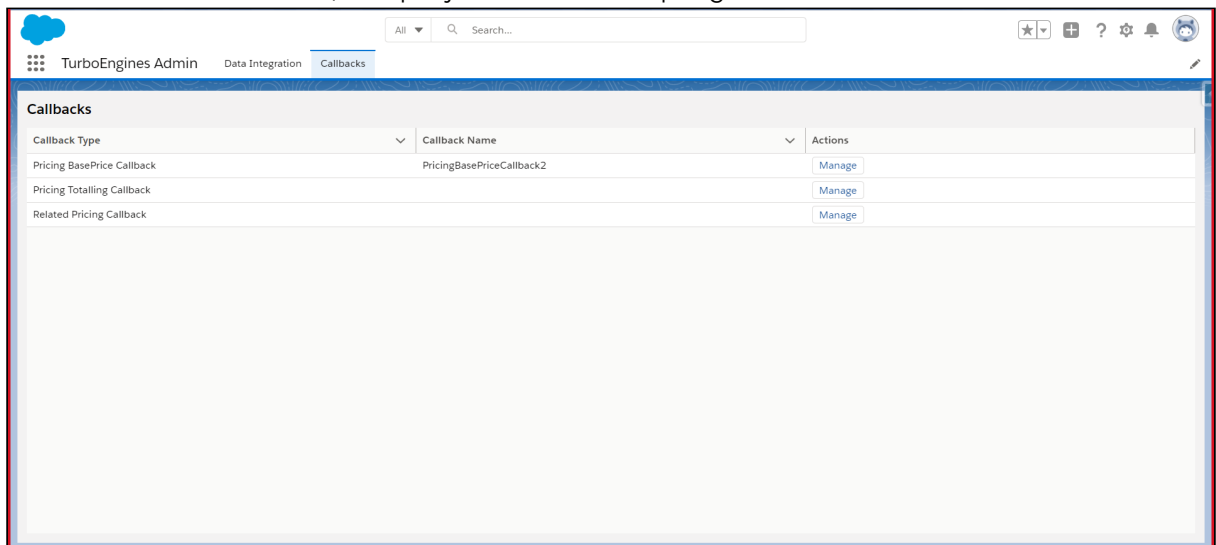 All Search...
TurboEngines Admin Data Integration Callbacks
Callbacks
Callback Type Callback Name Actions
Pricing BasePrice Callback PricingBasePriceCallback2 Manage
Pricing Totalling Callback Manage
Related Pricing Callback Manage